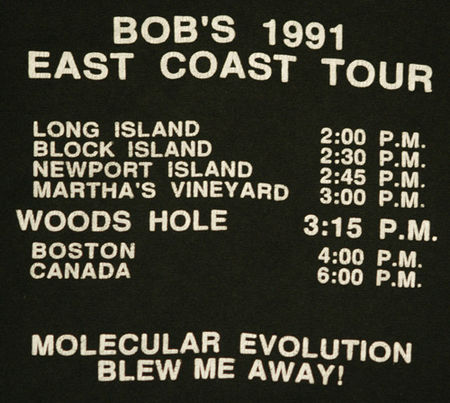 BOB'S 1991
EAST COAST TOUR
LONG ISLAND 2:00 P.M.
BLOCK ISLAND 2:30 P.M.
NEWPORT ISLAND 2:45 P.M.
MARTHA'S VINEYARD 3:00 P.M.
WOODS HOLE 3:15 P.M.
BOSTON 4:00 P.M.
CANADA 6:00 P.M.
MOLECULAR EVOLUTION
BLEW ME AWAY!